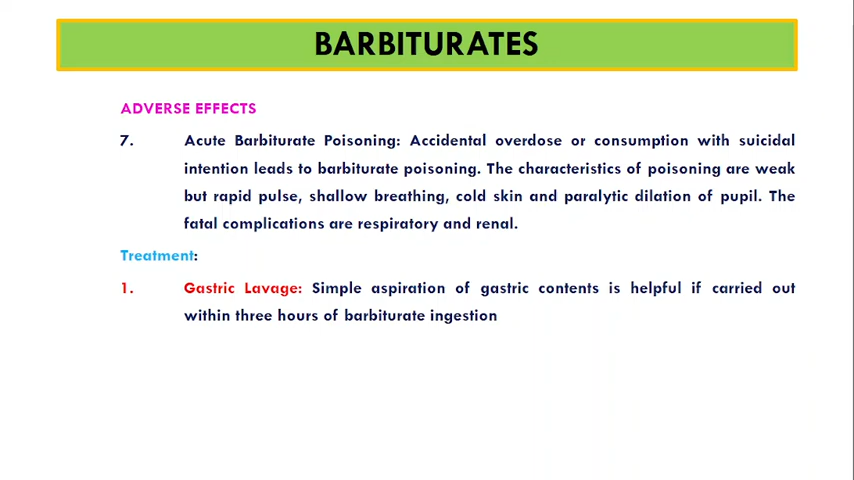 BARBITURATES
ADVERSE EFFECTS
7. Acute Barbiturate Poisoning: Accidental overdose or consumption with suicidal
intention leads to barbiturate poisoning. The characteristics of poisoning are weak
but rapid pulse, shallow breathing, cold skin and paralytic dilation of pupil. The
fatal complications are respiratory and renal.
Treatment:
1. Gastric Lavage: Simple aspiration of gastric contents is helpful if carried out
within three hours of barbiturate ingestion